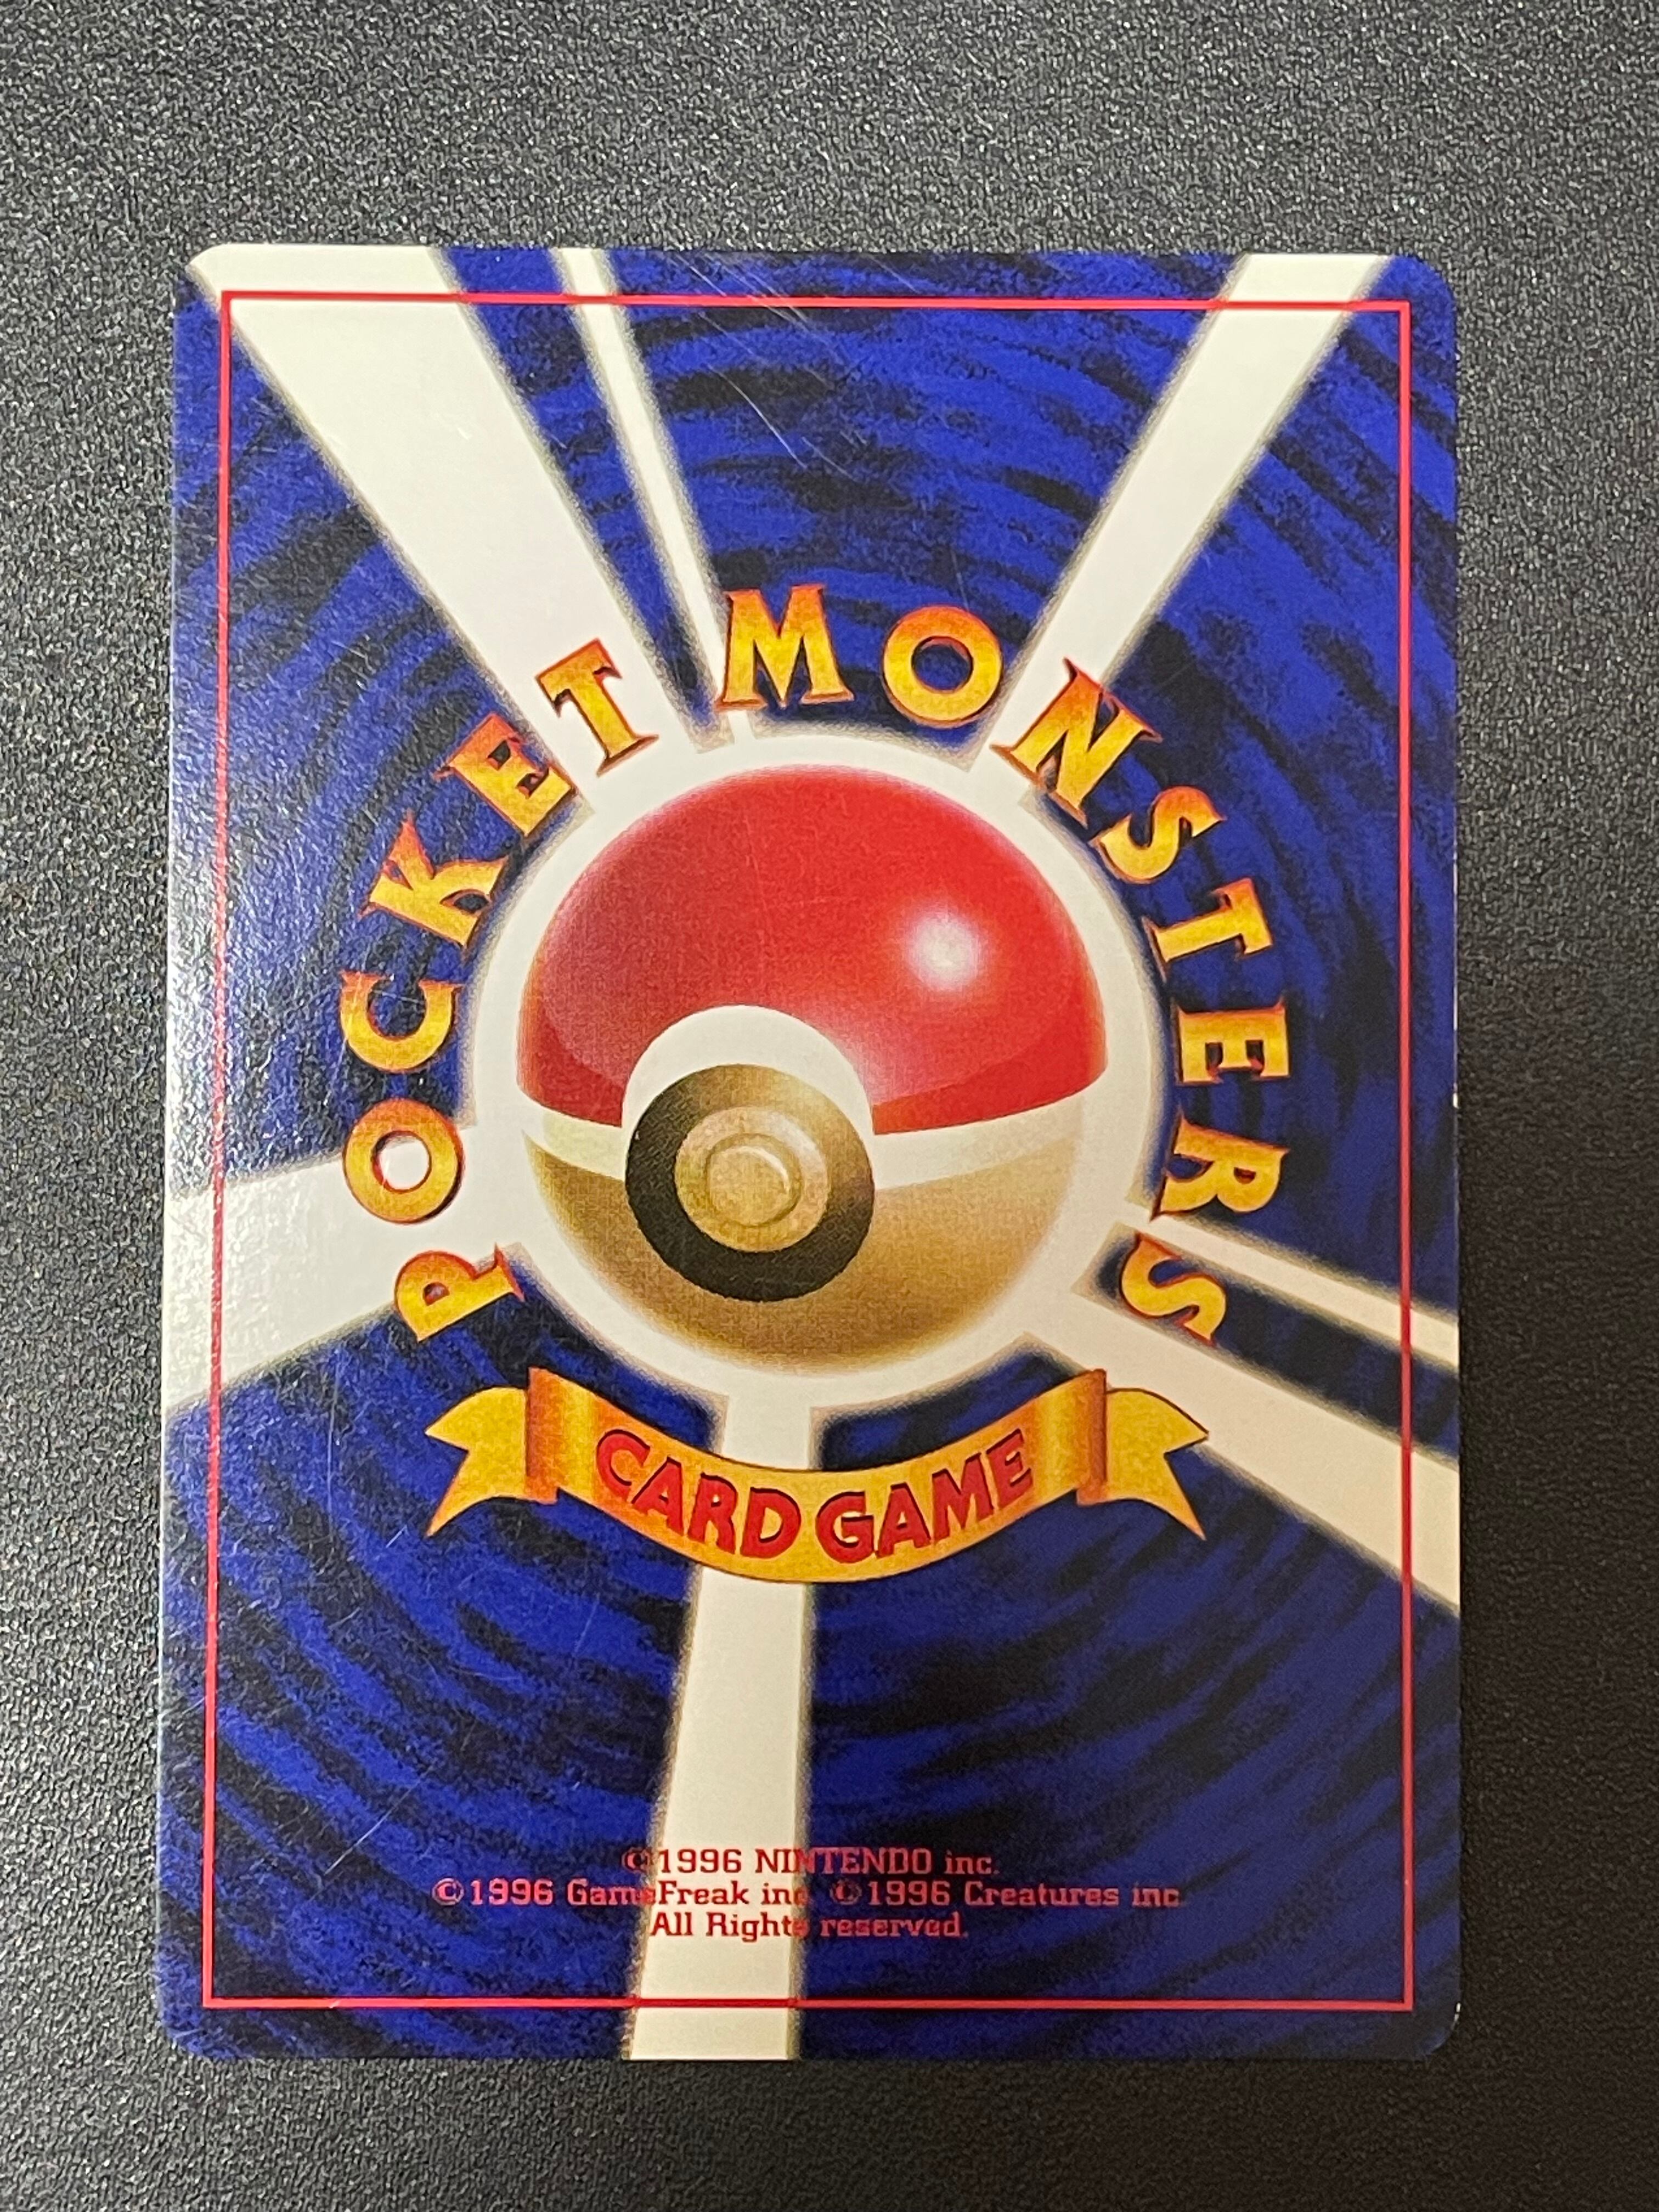 POCKET MONSTERS
CARD GAME
©1996 NINTENDO inc.
©1996 GameFreak inc. ©1996 Creatures inc.
All Rights reserved.